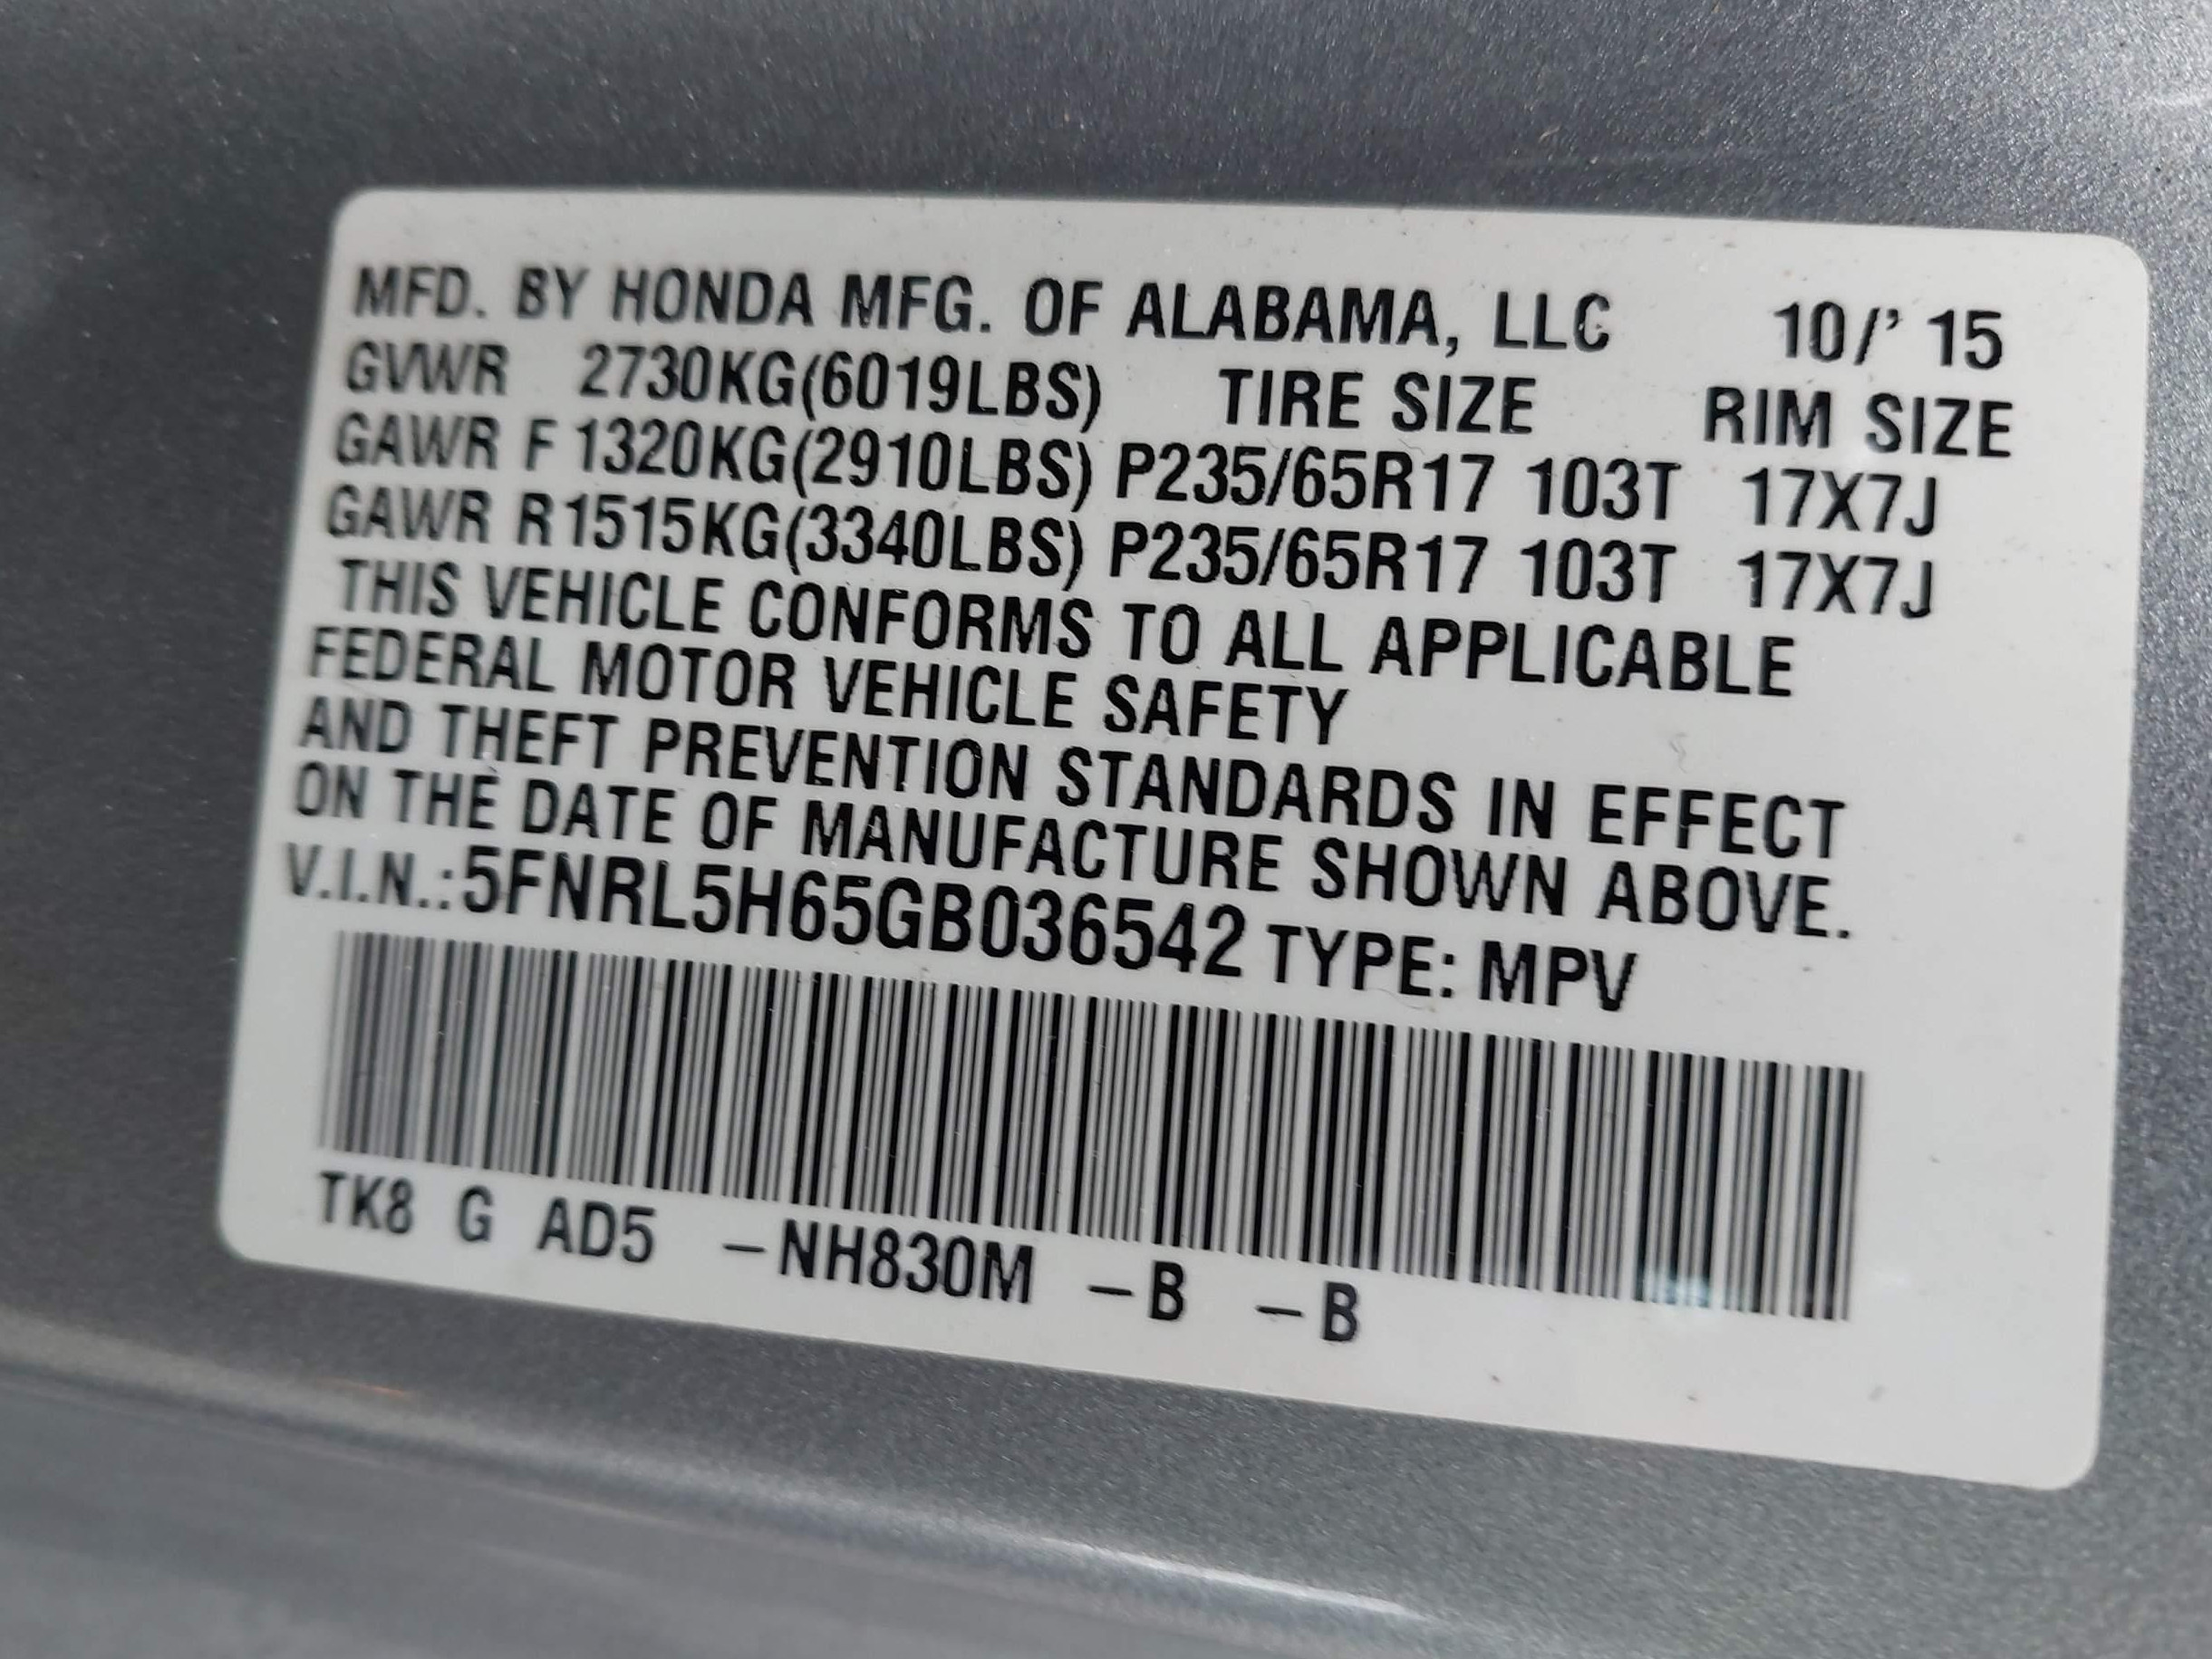 MFD. BY HONDA MFG. OF ALABAMA, LLC 10/' 15
GVWR 2730KG(6019LBS) TIRE SIZE RIM SIZE
GAWR F 1320KG(2910LBS) P235/65R17 103T 17X7J
GAWR R1515KG(3340LBS) P235/65R17 103T 17X7J
THIS VEHICLE CONFORMS TO ALL APPLICABLE
FEDERAL MOTOR VEHICLE SAFETY
AND THEFT PREVENTION STANDARDS IN EFFECT
ON THE DATE OF MANUFACTURE SHOWN ABOVE.
V.I.N.:5FNRL5H65GB036542 TYPE: MPV
TK8 G AD5 –NH830M –B –B